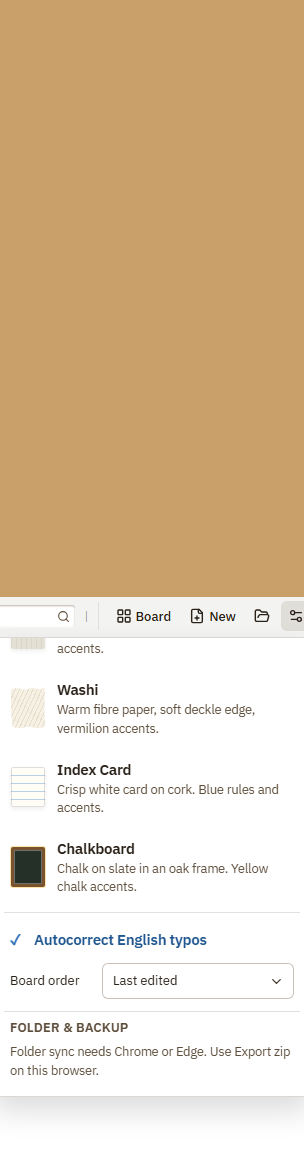 Board New
accents.
Washi
Warm fibre paper, soft deckle edge,
vermilion accents.
Index Card
Crisp white card on cork. Blue rules and
accents.
Chalkboard
Chalk on slate in an oak frame. Yellow
chalk accents.
Autocorrect English typos
Board order Last edited
FOLDER & BACKUP
Folder sync needs Chrome or Edge. Use Export zip
on this browser.